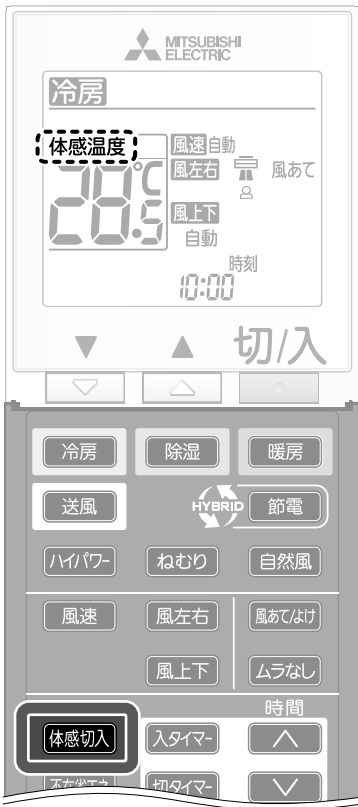 MITSUBISHI
ELECTRIC
冷房
体感温度
28.5℃
風速 自動
風左右 風あて
風上下
自動
時刻
10:00
切/入
冷房 除湿 暖房
送風 HYBRID 節電
ハイパワー ねむり 自然風
風速 風左右 風あて/よけ
風上下 ムラなし
時間
体感切入 入タイマー
切タイマー